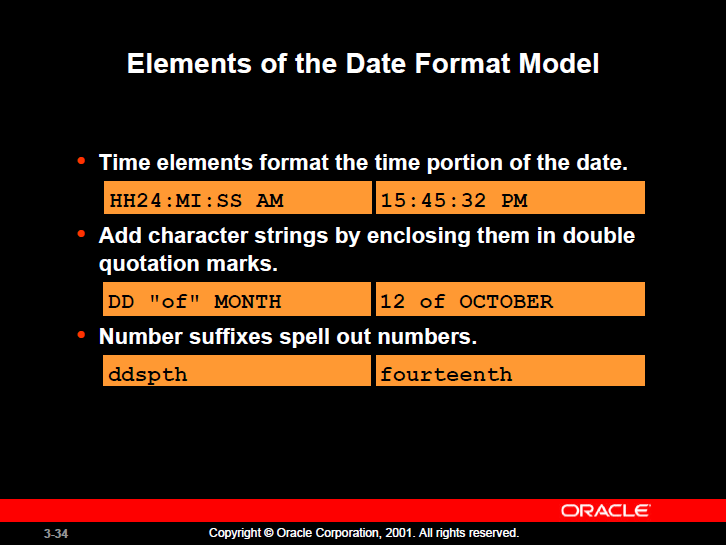 Elements of the Date Format Model
• Time elements format the time portion of the date.
HH24:MI:SS AM 15:45:32 PM
• Add character strings by enclosing them in double
quotation marks.
DD "of" MONTH 12 of OCTOBER
• Number suffixes spell out numbers.
ddspth fourteenth
ORACLE
3-34 Copyright © Oracle Corporation, 2001. All rights reserved.